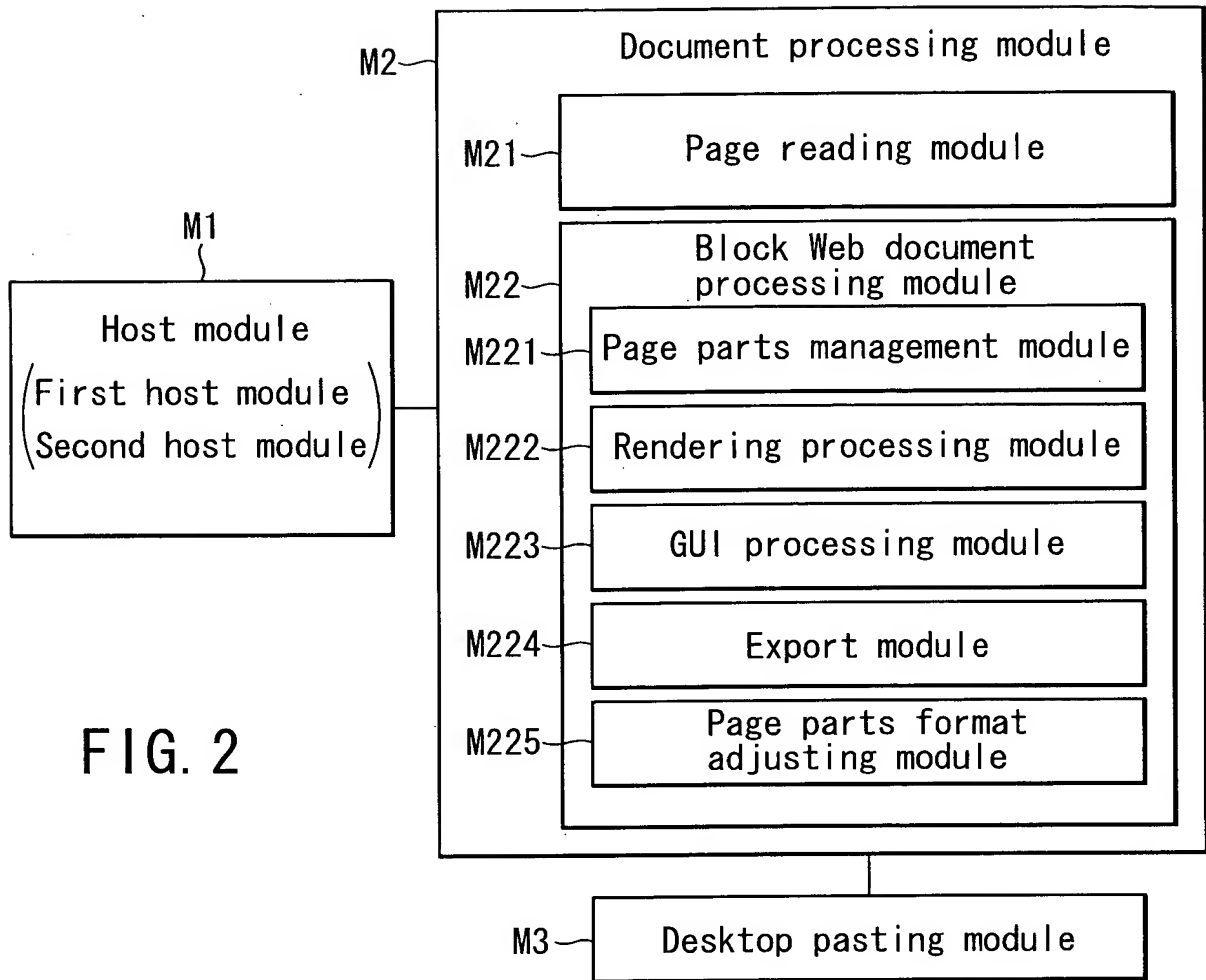 M2
Document processing module
M21
Page reading module
M1
Host module
First host module
Second host module
M22
Block Web document
processing module
M221
Page parts management module
M222
Rendering processing module
M223
GUI processing module
M224
Export module
M225
Page parts format
adjusting module
FIG. 2
M3
Desktop pasting module